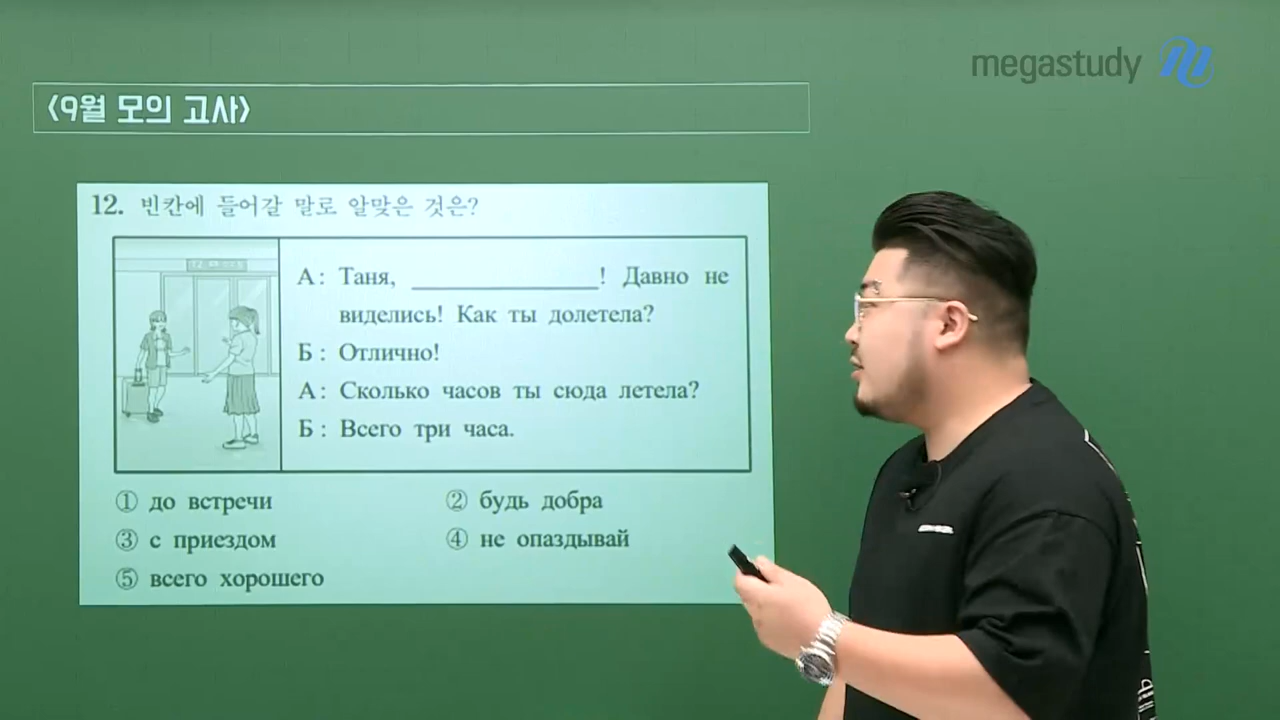 megastudy
<9월 모의 고사>
12. 빈칸에 들어갈 말로 알맞은 것은?
А: Таня, ______________! Давно не
виделись! Как ты долетела?
Б: Отлично!
А: Сколько часов ты сюда летела?
Б: Всего три часа.
① до встречи
② будь добра
③ с приездом
④ не опаздывай
⑤ всего хорошего